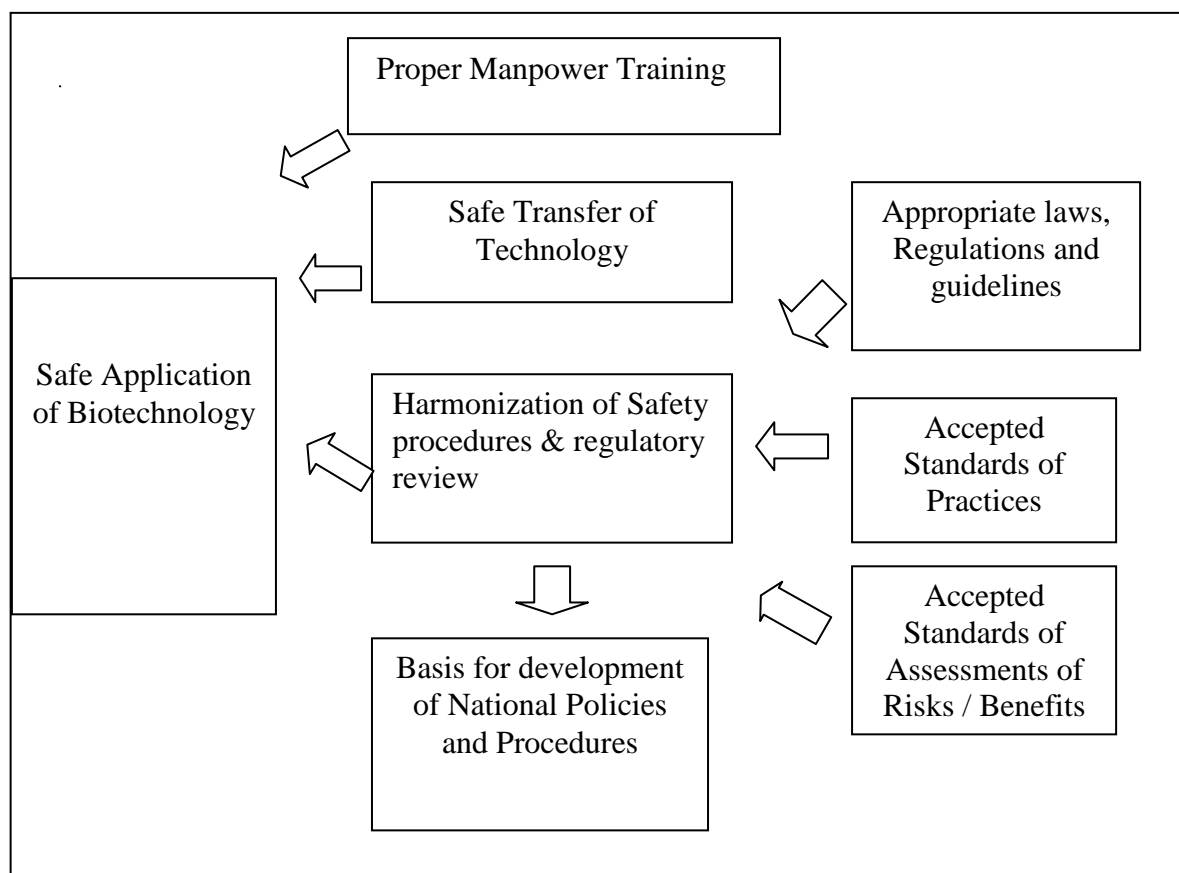 Proper Manpower Training
Safe Transfer of
Technology
Appropriate laws,
Regulations and
guidelines
Safe Application
of Biotechnology
Harmonization of Safety
procedures & regulatory
review
Accepted
Standards of
Practices
Accepted
Standards of
Assessments of
Risks / Benefits
Basis for development
of National Policies
and Procedures